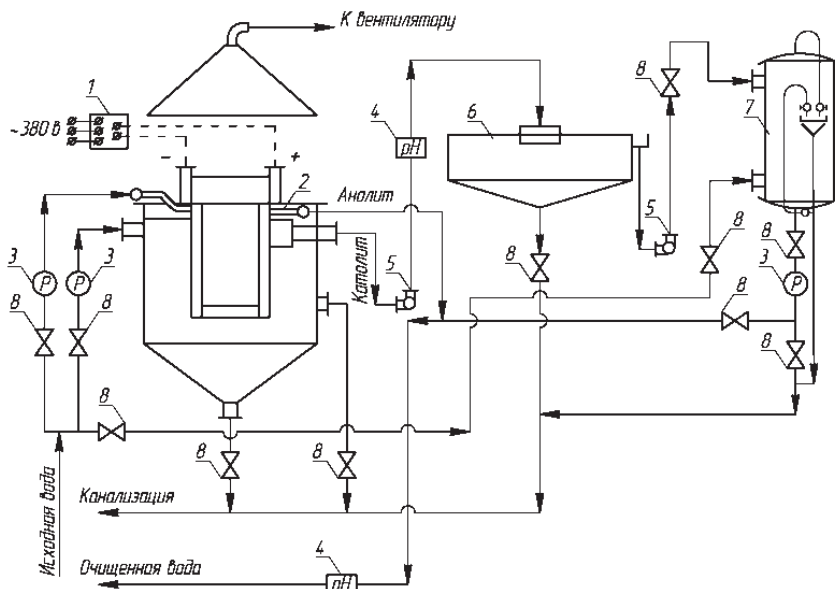 К вентилятору
1
~380 в
−
+
2
Анолит
Католит
4
pH
6
5
8
7
3
P
3
P
8
8
8
8
8
5
8
8
3
P
8
8
8
8
Исходная вода
Канализация
Очищенная вода
4
pH